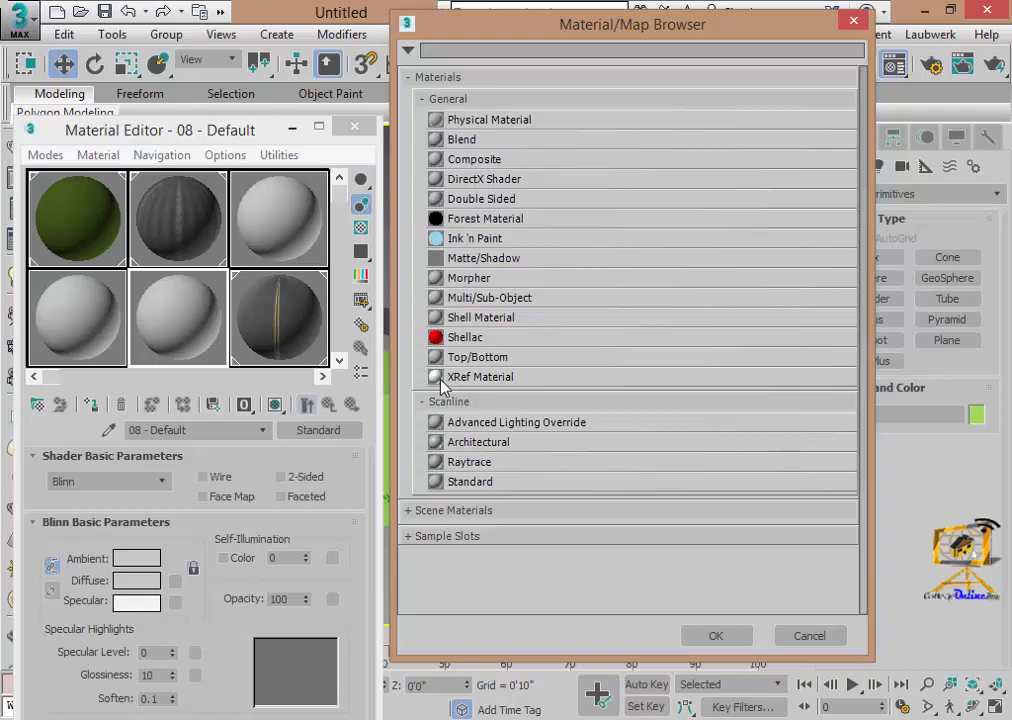 MAX
Untitled
Edit Tools Group Views Create Modifiers
Laubwerk
View
Modeling Freeform Selection Object Paint
Polygon Modeling
Material Editor - 08 - Default
Modes Material Navigation Options Utilities
08 - Default Standard
Shader Basic Parameters
Blinn Wire 2-Sided
Face Map Faceted
Blinn Basic Parameters
Self-Illumination
Ambient: Color 0
Diffuse:
Specular: Opacity: 100
Specular Highlights
Specular Level: 0
Glossiness: 10
Soften: 0.1
Material/Map Browser
- Materials
- General
Physical Material
Blend
Composite
DirectX Shader
Double Sided
Forest Material
Ink 'n Paint
Matte/Shadow
Morpher
Multi/Sub-Object
Shell Material
Shellac
Top/Bottom
XRef Material
- Scanline
Advanced Lighting Override
Architectural
Raytrace
Standard
+ Scene Materials
+ Sample Slots
OK Cancel
Type
AutoGrid
Cone
GeoSphere
Tube
Pyramid
Plane
and Color
College Online
Z: 0'0" Grid = 0'10" Auto Key Selected
Add Time Tag Set Key Key Filters... 0